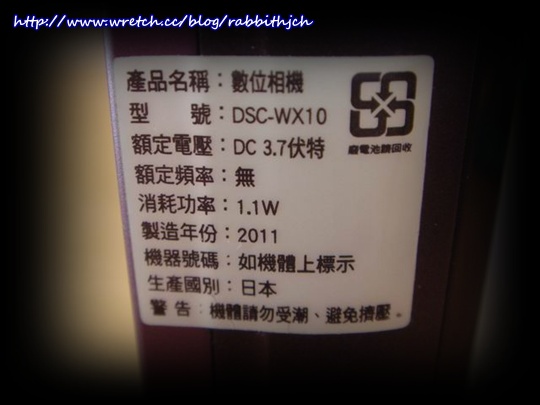 http://www.wretch.cc/blog/rabbithjch
產品名稱：數位相機
型　　號：DSC-WX10
額定電壓：DC 3.7伏特
額定頻率：無
消耗功率：1.1W
製造年份：2011
機器號碼：如機體上標示
生產國別：日本
警 告：機體請勿受潮、避免擠壓。
廢電池請回收